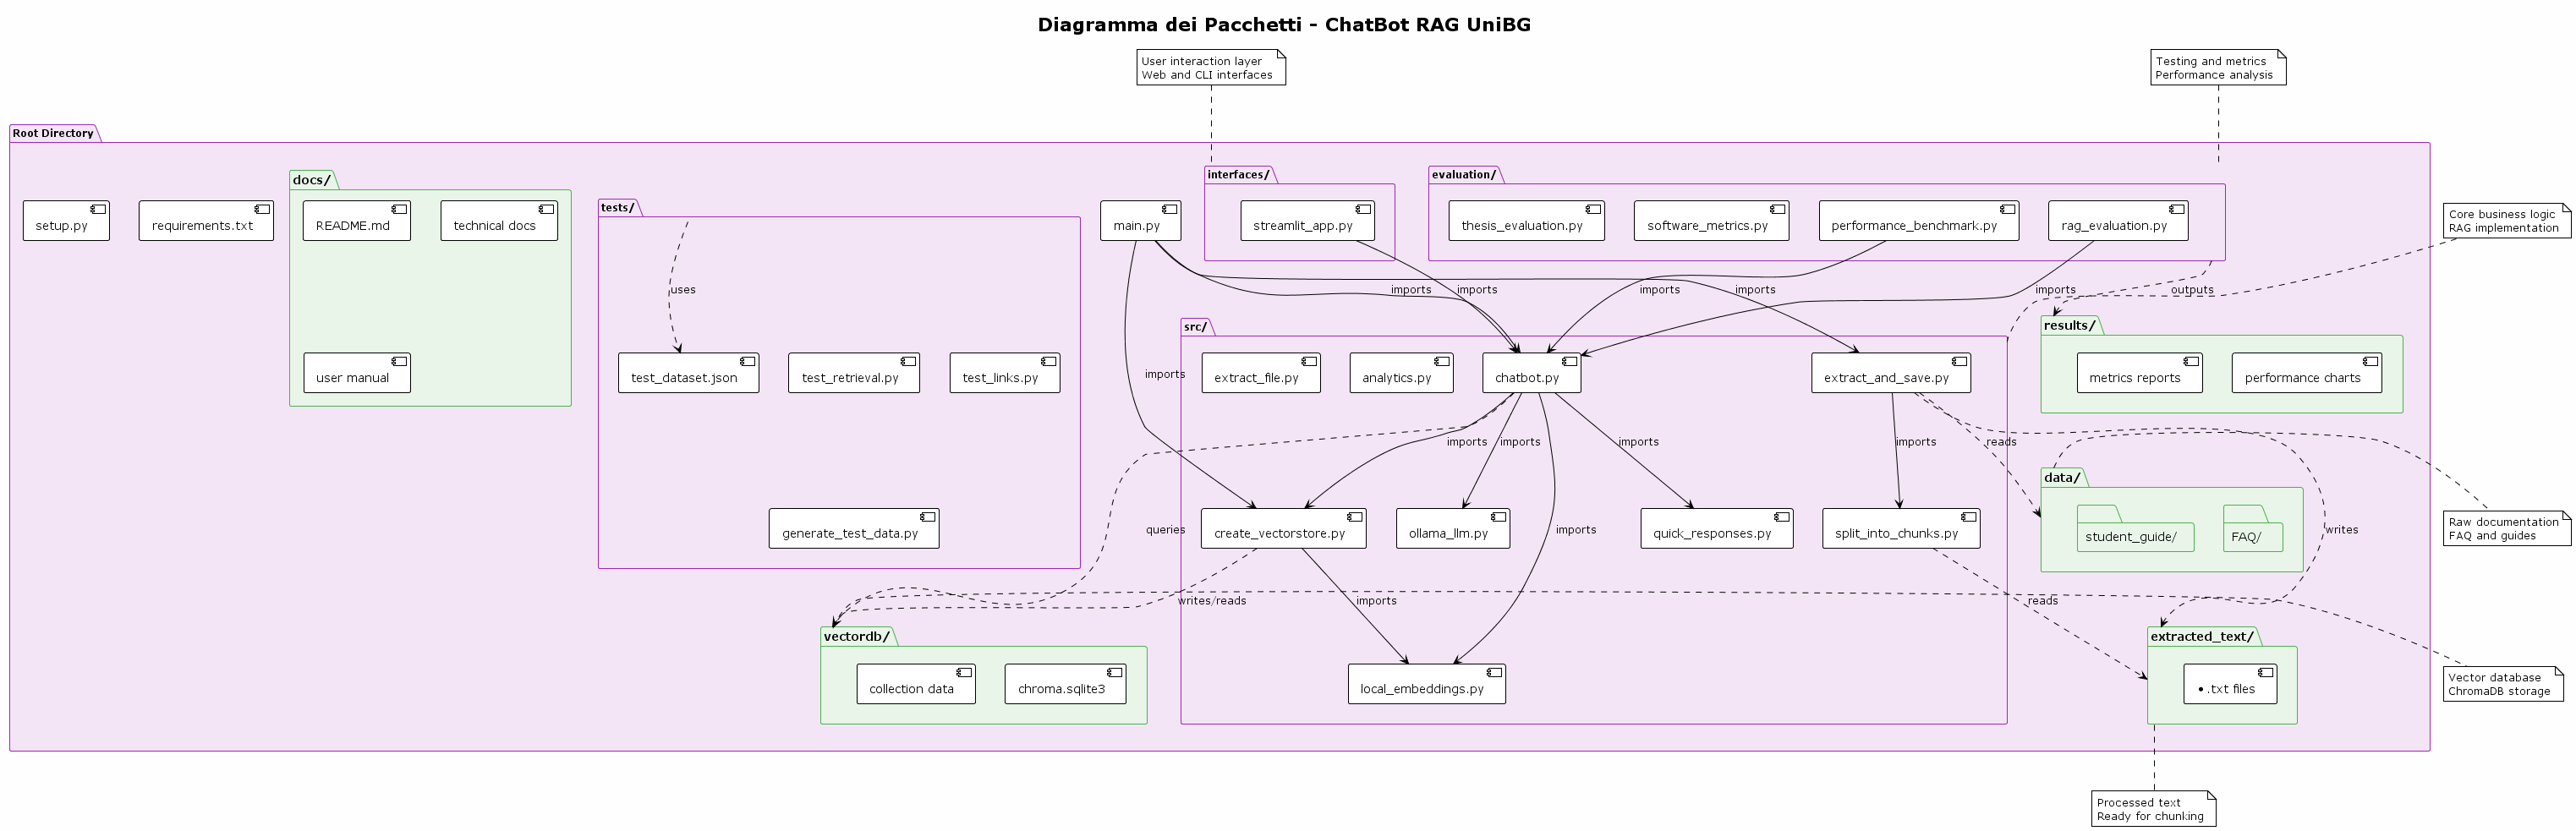 Diagramma dei Pacchetti - ChatBot RAG UniBG
User interaction layer
Web and CLI interfaces
Testing and metrics
Performance analysis
Root Directory
interfaces/
evaluation/
docs/
tests/
setup.py
requirements.txt
README.md
technical docs
main.py
streamlit_app.py
thesis_evaluation.py
software_metrics.py
performance_benchmark.py
rag_evaluation.py
Core business logic
RAG implementation
uses
imports
imports
imports
imports
imports
outputs
src/
results/
user manual
test_dataset.json
test_retrieval.py
test_links.py
imports
extract_file.py
analytics.py
chatbot.py
extract_and_save.py
metrics reports
performance charts
imports
imports
imports
imports
reads
data/
generate_test_data.py
queries
create_vectorstore.py
ollama_llm.py
imports
quick_responses.py
split_into_chunks.py
student_guide/
FAQ/
writes
Raw documentation
FAQ and guides
writes/reads
imports
reads
vectordb/
extracted_text/
collection data
chroma.sqlite3
local_embeddings.py
• .txt files
Vector database
ChromaDB storage
Processed text
Ready for chunking